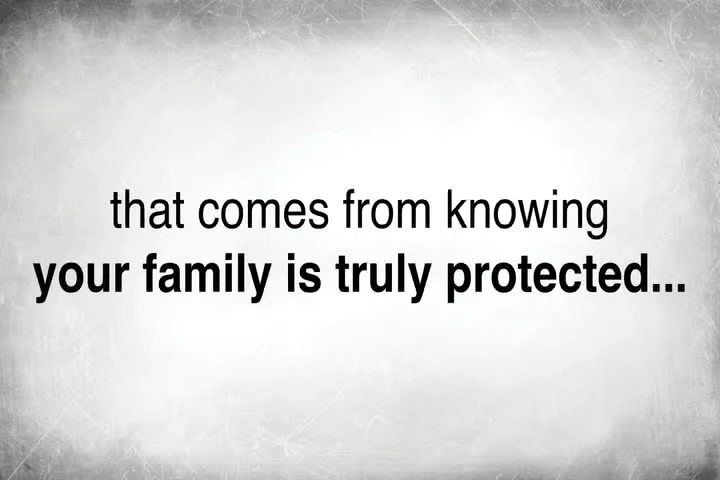 that comes from knowing
your family is truly protected...